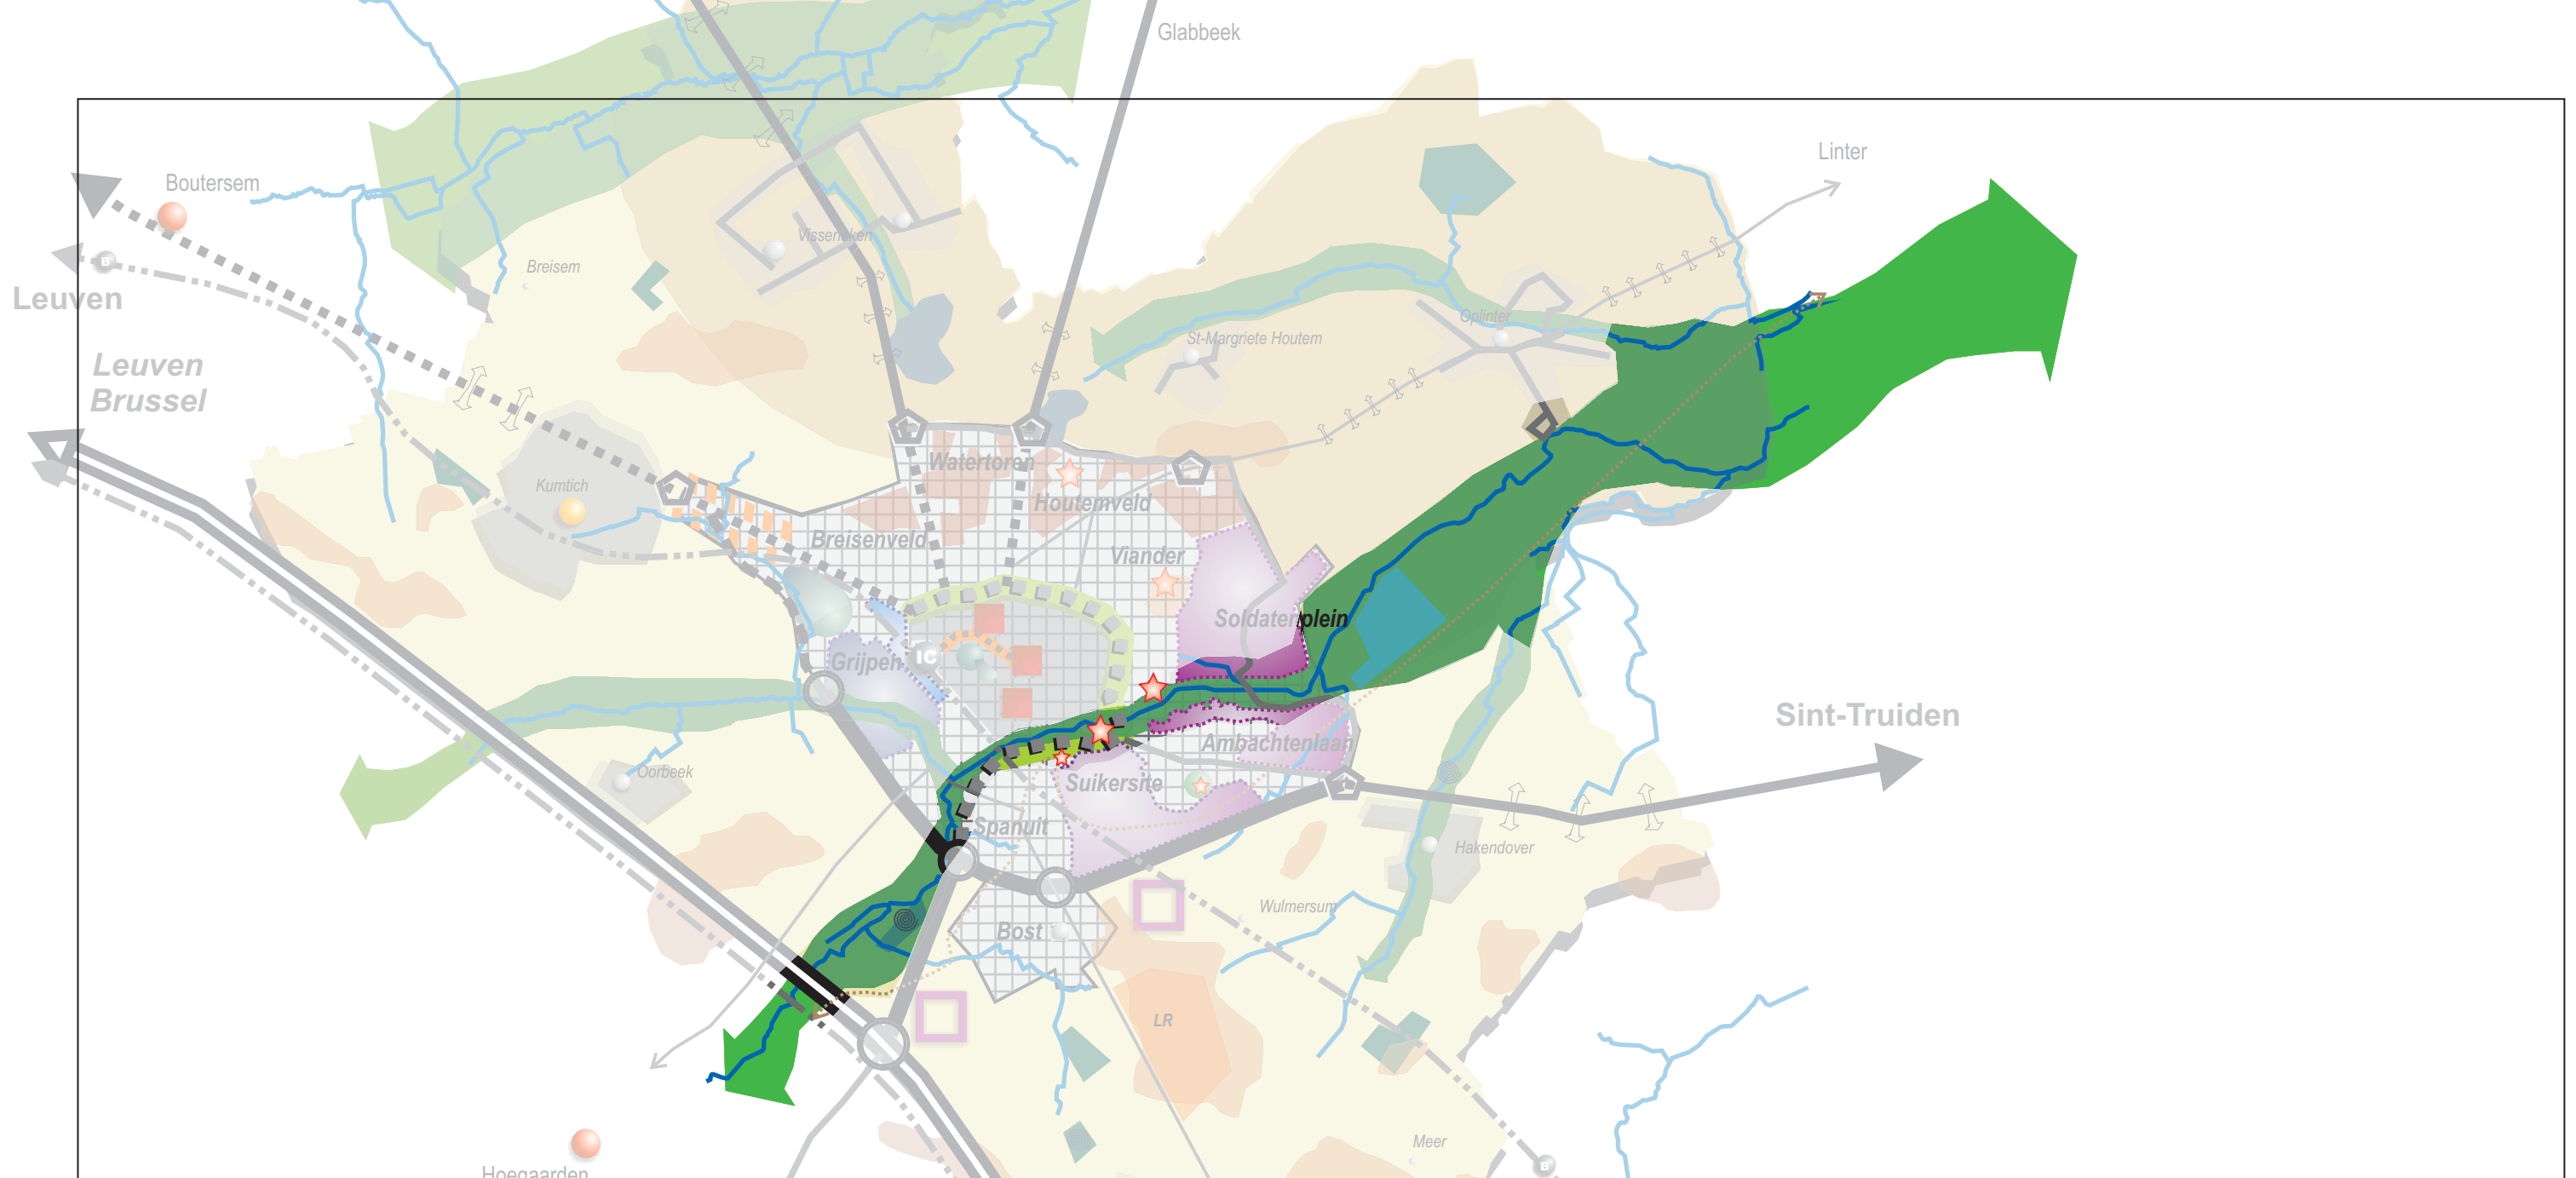 Glabbeek
Linter
Boutersem
Vissenaken
B
Breisem
Leuven
Oplinter
St-Margriete Houtem
Leuven
Brussel
Watertoren
Kumtich
Houtemveld
Breisenveld
Viander
Soldatenplein
IC
Grijpen
Sint-Truiden
Ambachtenlaan
Oorbeek
Suikersite
Spanuit
Hakendover
Wulmersum
Bost
LR
Meer
B
Hoegaarden